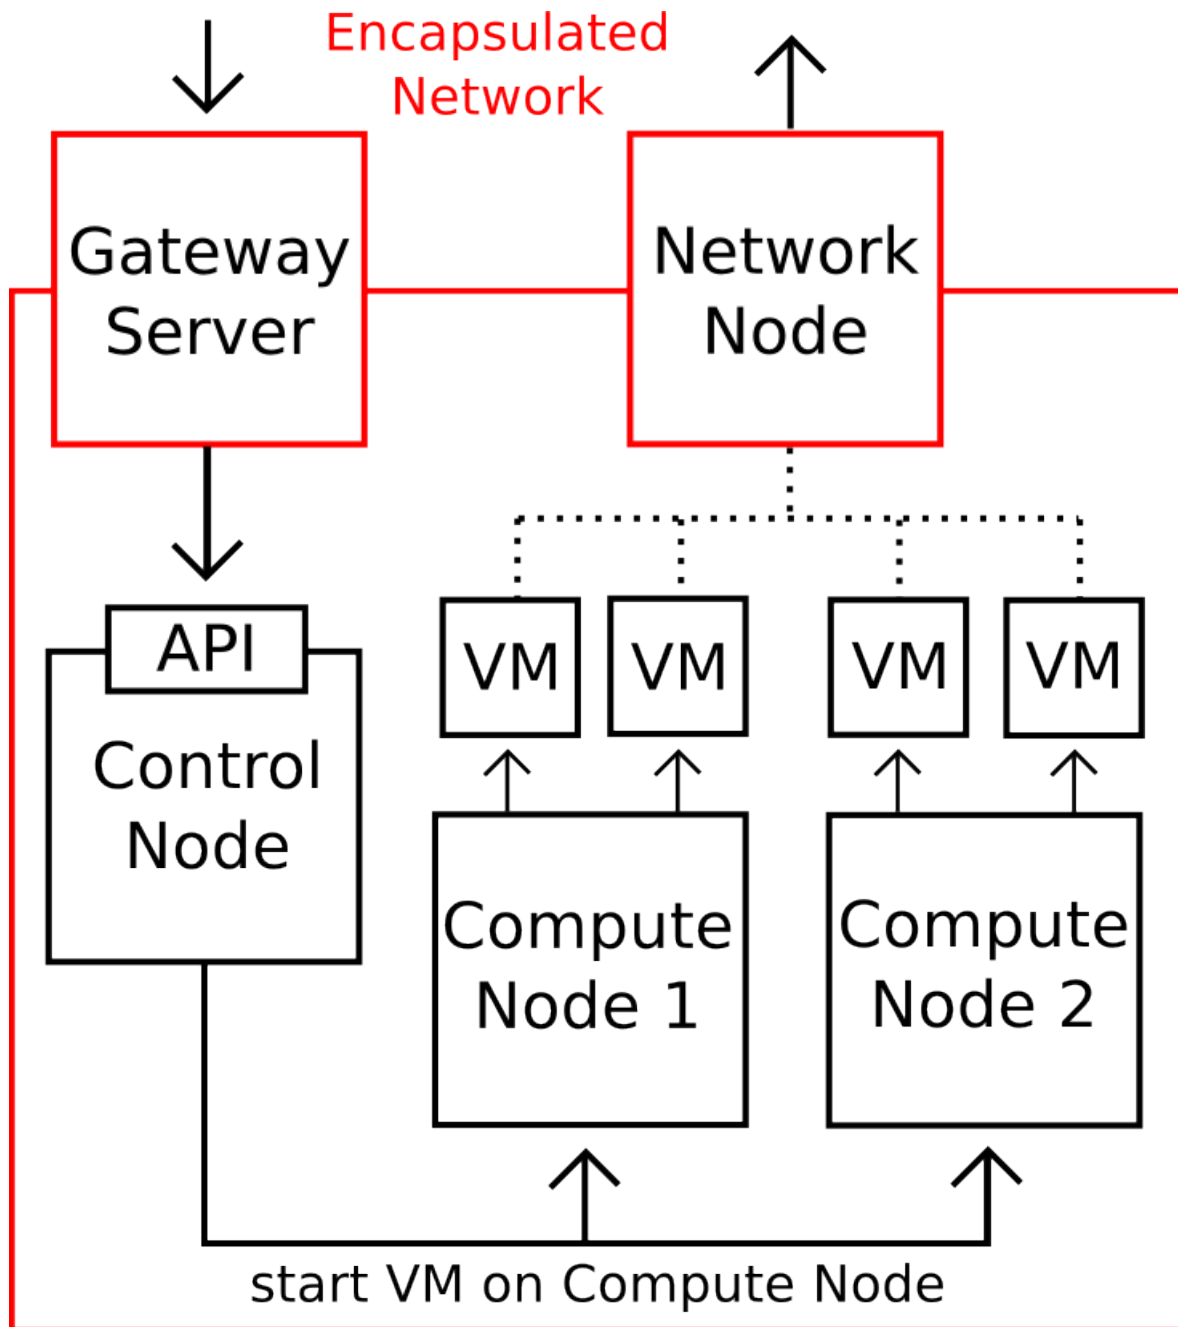 Encapsulated
Network
Gateway
Server
Network
Node
API
Control
Node
VM
VM
VM
VM
Compute
Node 1
Compute
Node 2
start VM on Compute Node